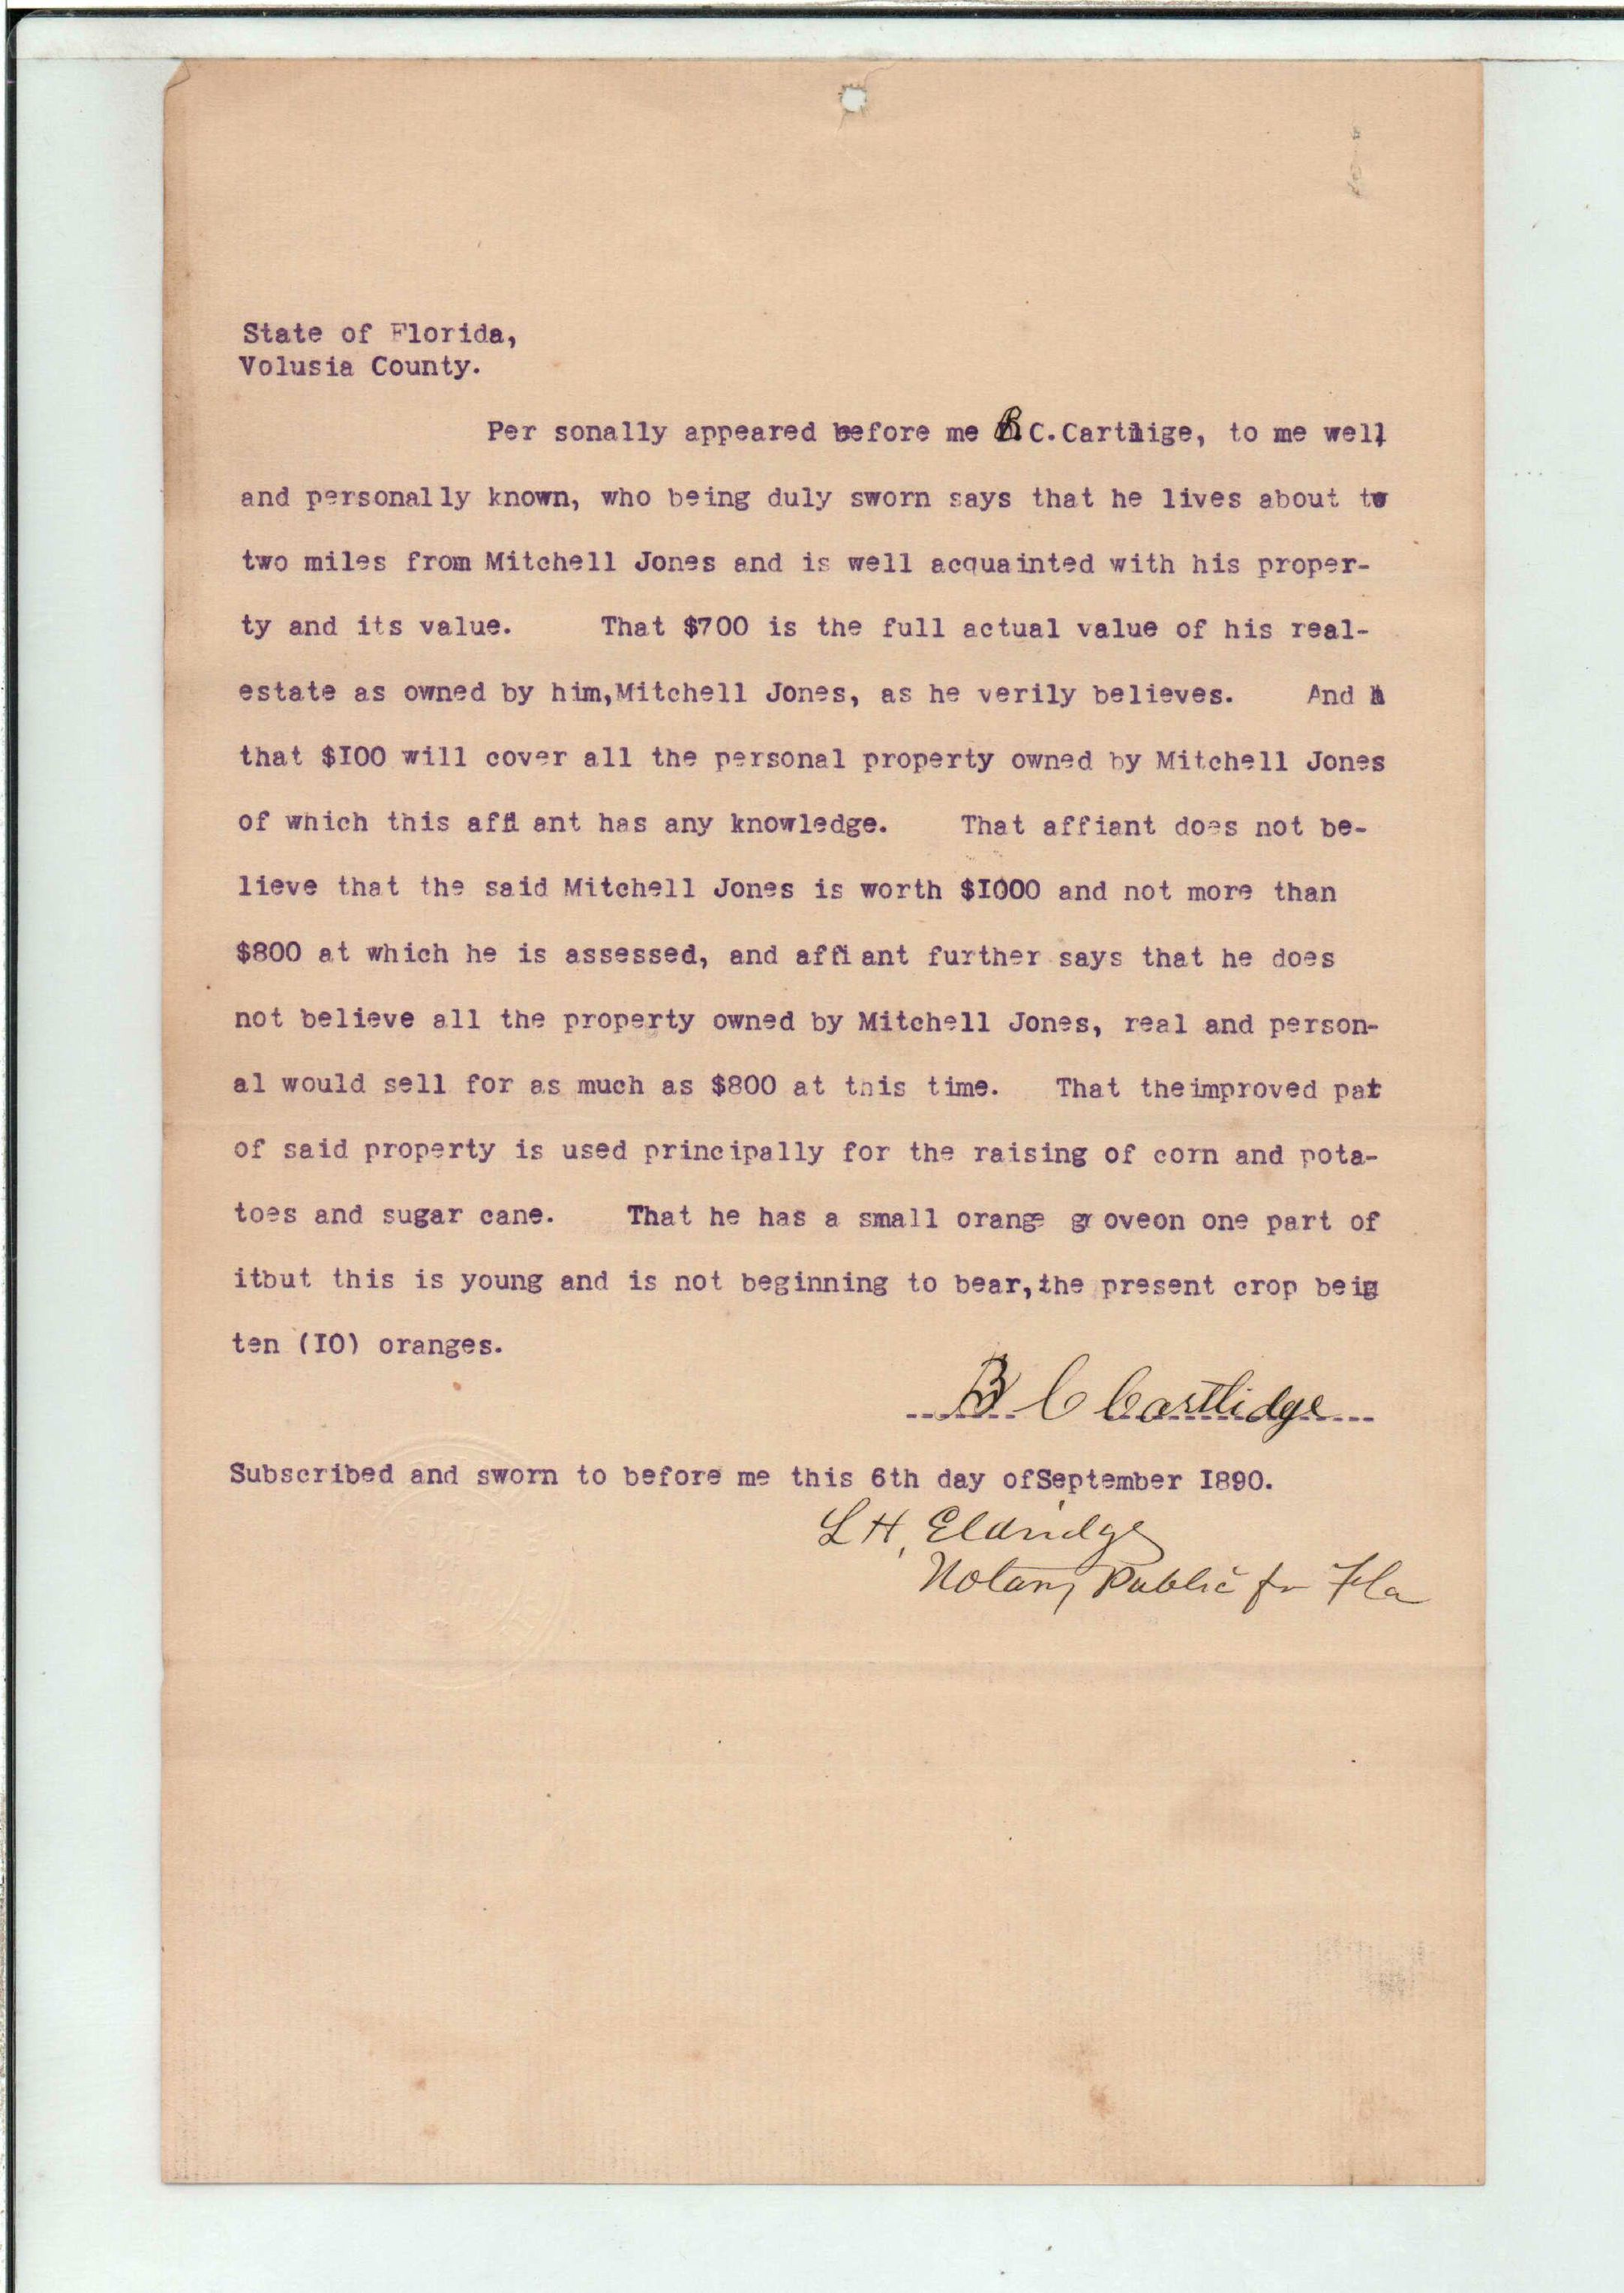 State of Florida,
Volusia County.
Per sonally appeared before me B.C.Cartlige, to me well
and personally known, who being duly sworn says that he lives about tw
two miles from Mitchell Jones and is well acquainted with his proper-
ty and its value. That $700 is the full actual value of his real-
estate as owned by him,Mitchell Jones, as he verily believes. And h
that $I00 will cover all the personal property owned by Mitchell Jones
of which this affi ant has any knowledge. That affiant does not be-
lieve that the said Mitchell Jones is worth $I000 and not more than
$800 at which he is assessed, and affi ant further says that he does
not believe all the property owned by Mitchell Jones, real and person-
al would sell for as much as $800 at this time. That theimproved pat
of said property is used principally for the raising of corn and pota-
toes and sugar cane. That he has a small orange gr oveon one part of
itbut this is young and is not beginning to bear,the present crop beig
ten (IO) oranges.
B C Cartlidge
Subscribed and sworn to before me this 6th day ofSeptember I890.
L H, Eldridge
Notary Public for Fla